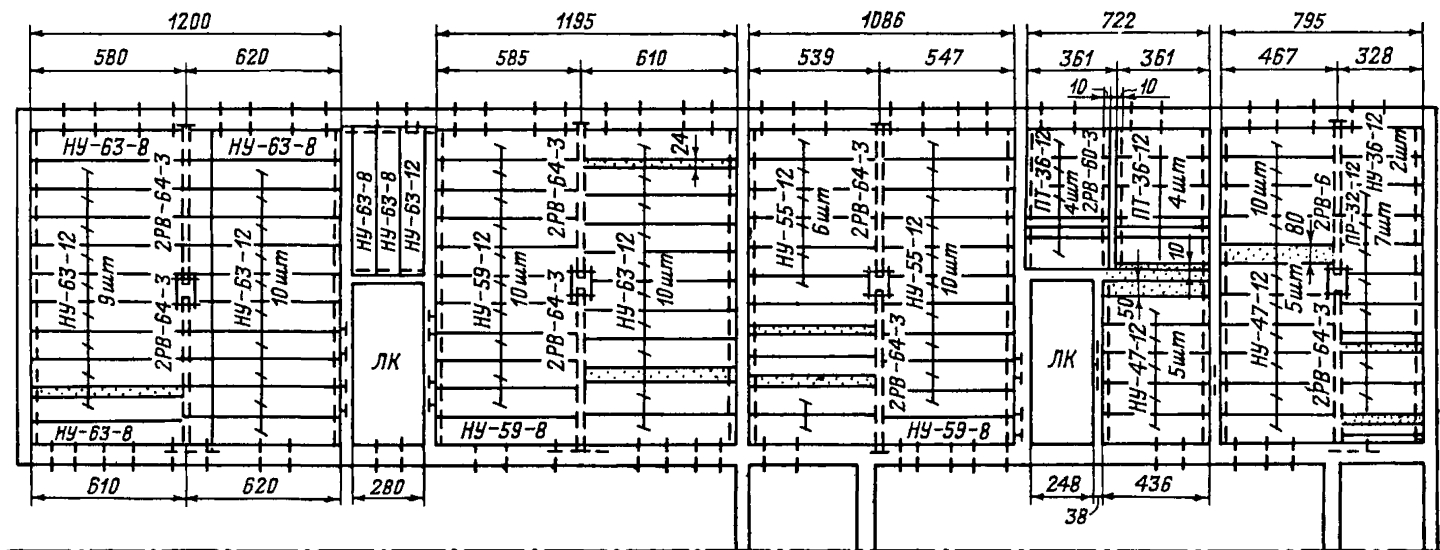 1200
1195
1086
722
795
580
620
585
610
539
547
361
361
467
328
10
10
НУ-63-8
НУ-63-8
2РВ-64-3
НУ-63-12
9шт
2РВ-64-3
НУ-63-12
10шт
НУ-63-8
НУ-63-8
НУ-63-8
НУ-63-12
ЛК
НУ-59-12
10шт
2РВ-64-3
2РВ-64-3
24
НУ-63-12
10шт
НУ-59-8
НУ-55-12
6шт
2РВ-64-3
2РВ-64-3
НУ-55-12
10шт
НУ-59-8
ПТ-36-12
4шт
2РВ-60-3
ПТ-36-12
4шт
10
50
ЛК
НУ-47-12
5шт
10шт
80
2РВ-6
НУ-47-12
5шт
2РВ-64-3
ПР-32-12
7шт
НУ-36-12
2шт
610
620
280
248
436
38